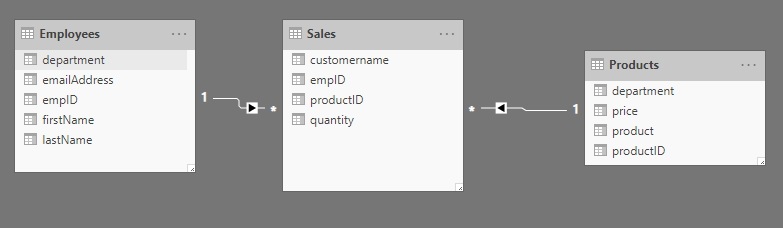 Employees ...
department
emailAddress
empID
firstName
lastName
1
*
Sales ...
customername
empID
productID
quantity
*
1
Products ...
department
price
product
productID